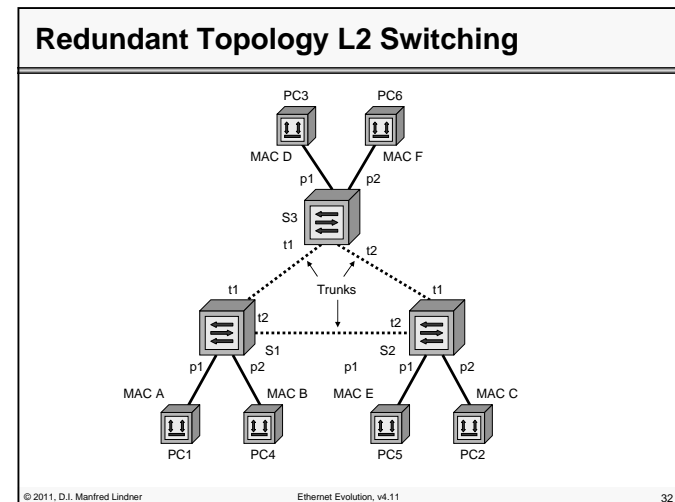 Redundant Topology L2 Switching
PC3 PC6
MAC D MAC F
p1 p2
S3
t1 t2
Trunks
t1 t1
t2 t2
S1 S2
p1 p2 p1 p1 p2
MAC A MAC B MAC E MAC C
PC1 PC4 PC5 PC2
© 2011, D.I. Manfred Lindner Ethernet Evolution, v4.11 32